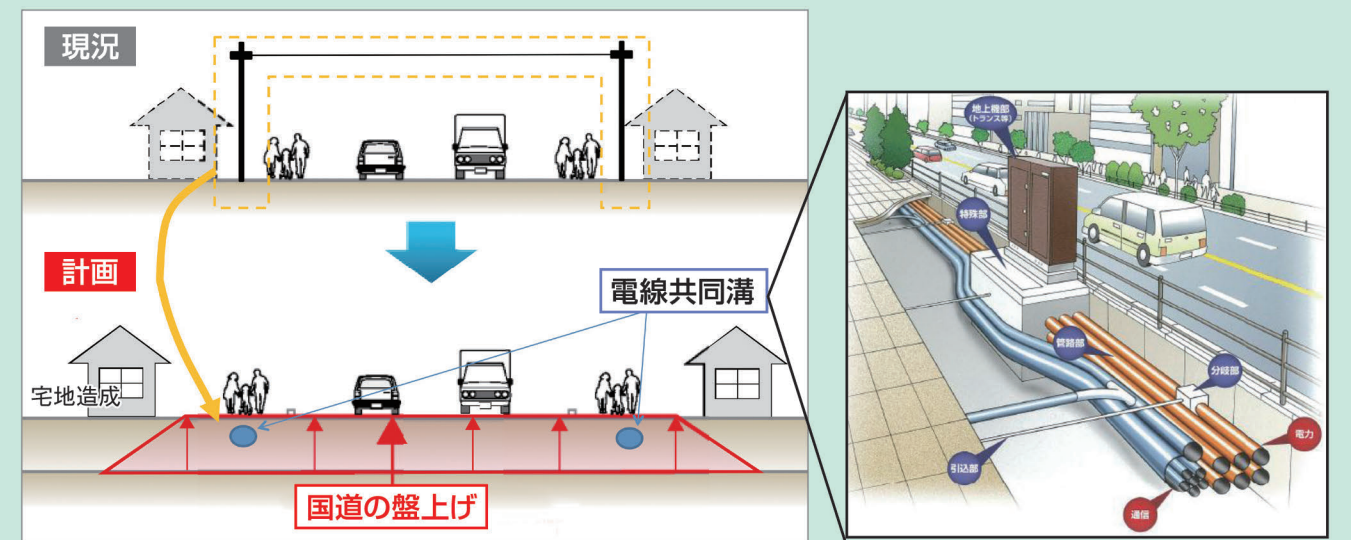 現況
計画
電線共同溝
宅地造成
国道の盤上げ
地上機部
(トランス等)
特殊部
管路部
分岐部
引込部
電力
通信